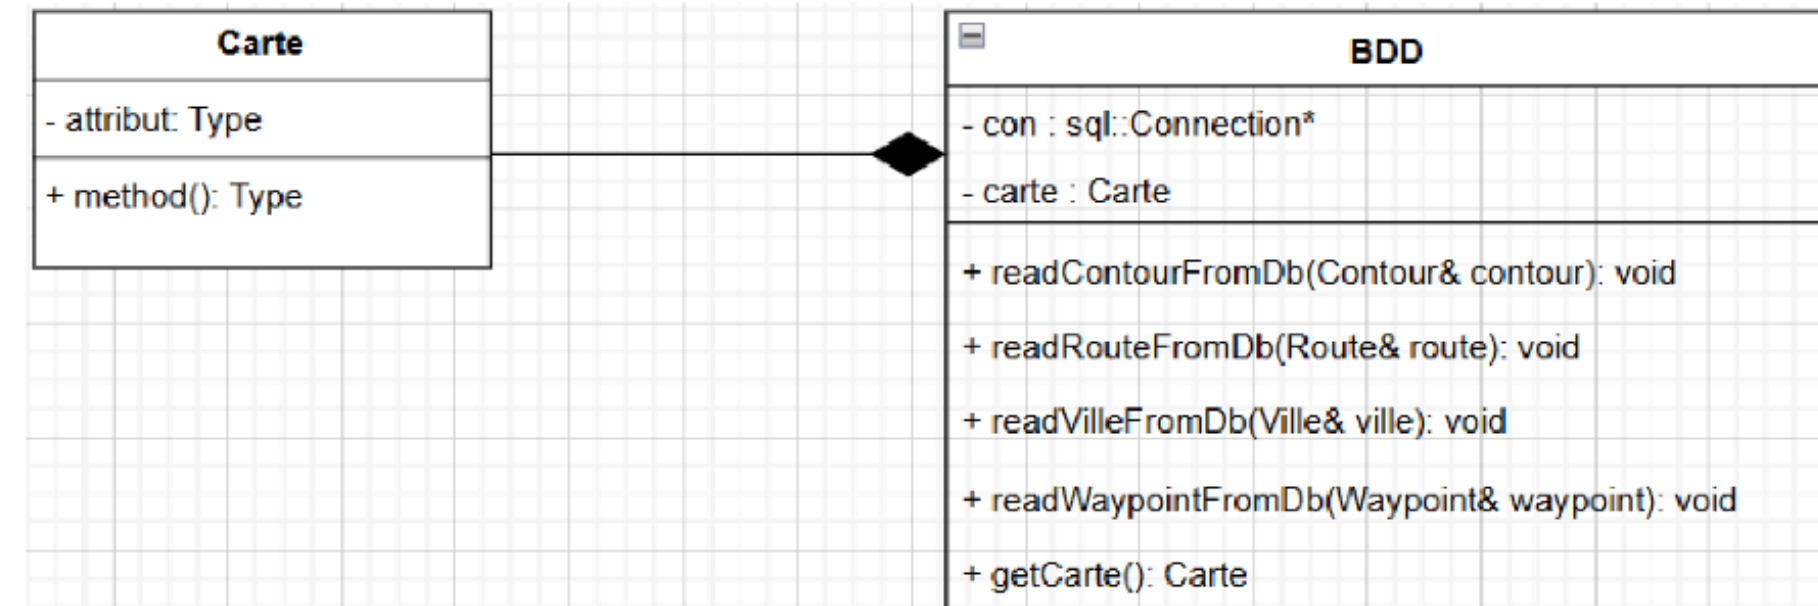 Carte
- attribut: Type
+ method(): Type
BDD
- con : sql::Connection*
- carte : Carte
+ readContourFromDb(Contour& contour): void
+ readRouteFromDb(Route& route): void
+ readVilleFromDb(Ville& ville): void
+ readWaypointFromDb(Waypoint& waypoint): void
+ getCarte(): Carte